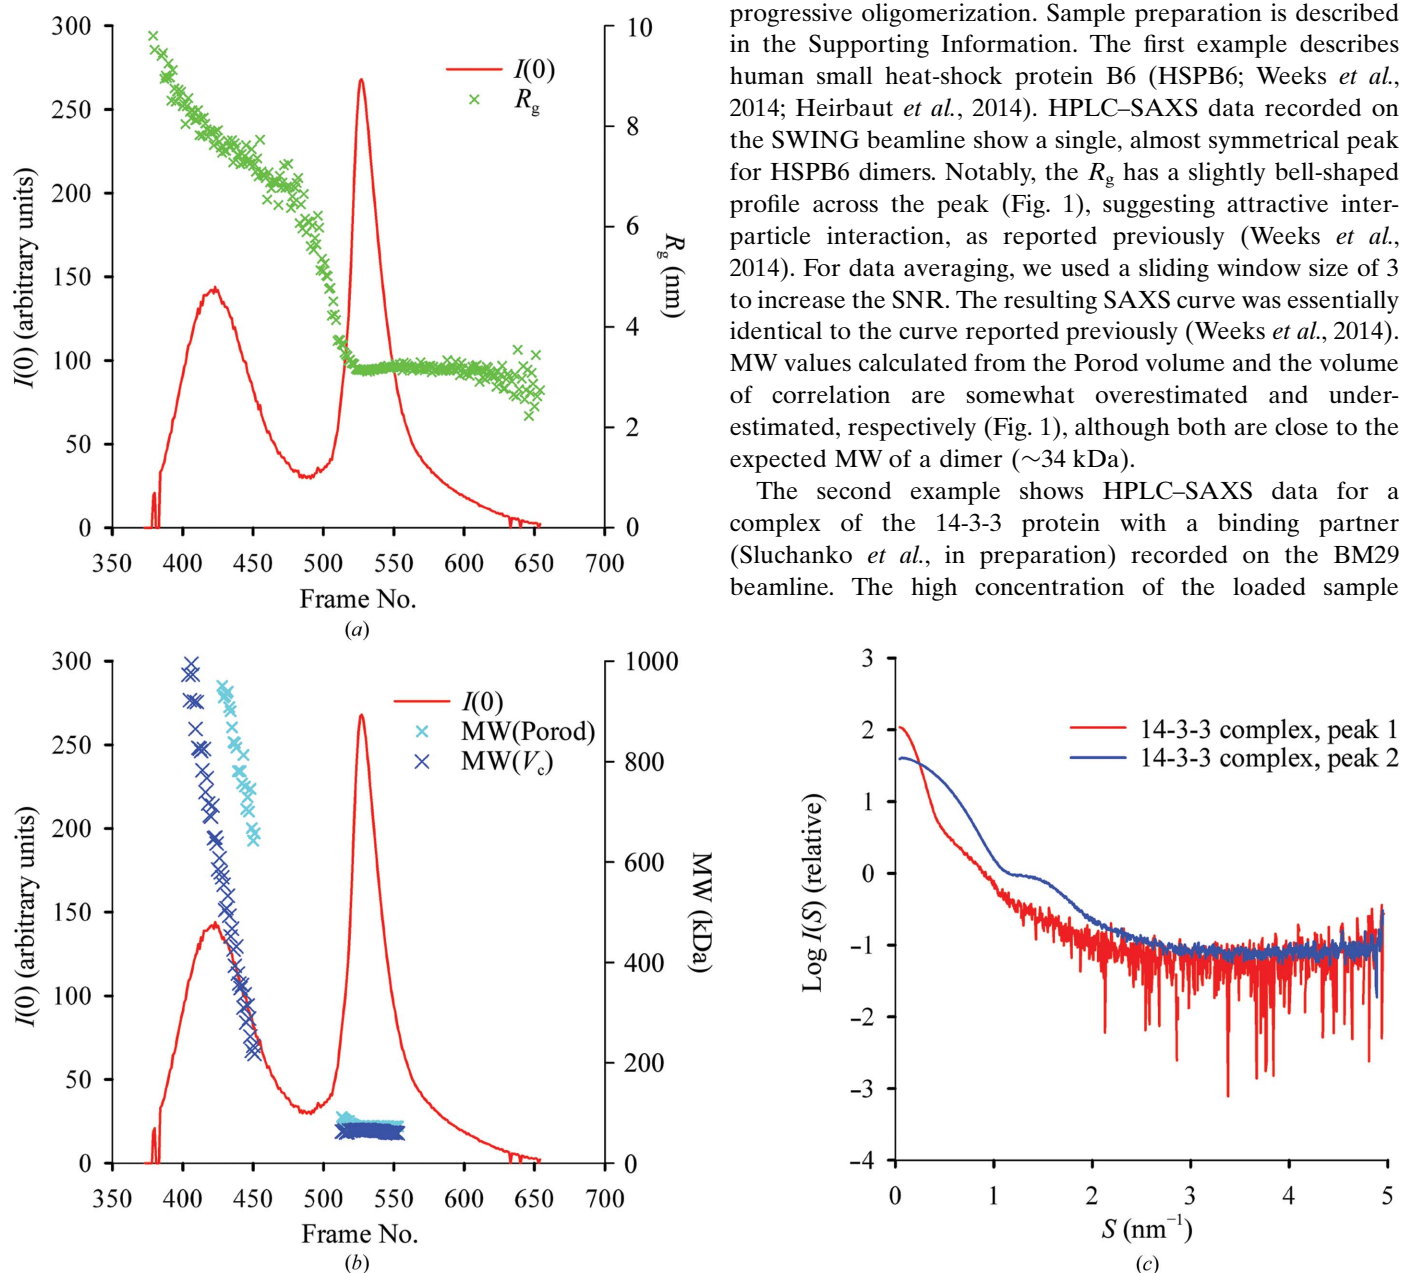 300
250
200
150
100
50
0
I(0) (arbitrary units)
10
8
6
4
2
0
Rg (nm)
I(0)
Rg
350 400 450 500 550 600 650 700
Frame No.
(a)
progressive oligomerization. Sample preparation is described
in the Supporting Information. The first example describes
human small heat-shock protein B6 (HSPB6; Weeks et al.,
2014; Heirbaut et al., 2014). HPLC–SAXS data recorded on
the SWING beamline show a single, almost symmetrical peak
for HSPB6 dimers. Notably, the Rg has a slightly bell-shaped
profile across the peak (Fig. 1), suggesting attractive inter-
particle interaction, as reported previously (Weeks et al.,
2014). For data averaging, we used a sliding window size of 3
to increase the SNR. The resulting SAXS curve was essentially
identical to the curve reported previously (Weeks et al., 2014).
MW values calculated from the Porod volume and the volume
of correlation are somewhat overestimated and under-
estimated, respectively (Fig. 1), although both are close to the
expected MW of a dimer (∼34 kDa).
The second example shows HPLC–SAXS data for a
complex of the 14-3-3 protein with a binding partner
(Sluchanko et al., in preparation) recorded on the BM29
beamline. The high concentration of the loaded sample
300
250
200
150
100
50
0
I(0) (arbitrary units)
1000
800
600
400
200
0
MW (kDa)
I(0)
MW(Porod)
MW(Vc)
350 400 450 500 550 600 650 700
Frame No.
(b)
3
2
1
0
−1
−2
−3
−4
Log I(S) (relative)
14-3-3 complex, peak 1
14-3-3 complex, peak 2
0 1 2 3 4 5
S (nm−1)
(c)